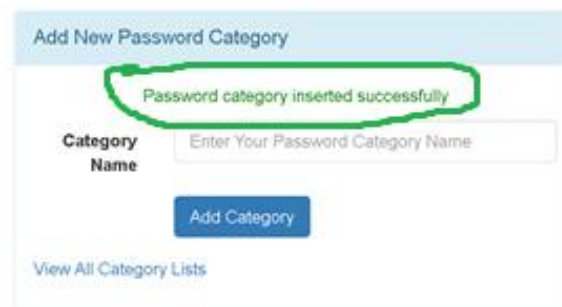 Add New Password Category
Password category inserted successfully
Category
Name
Enter Your Password Category Name
Add Category
View All Category Lists